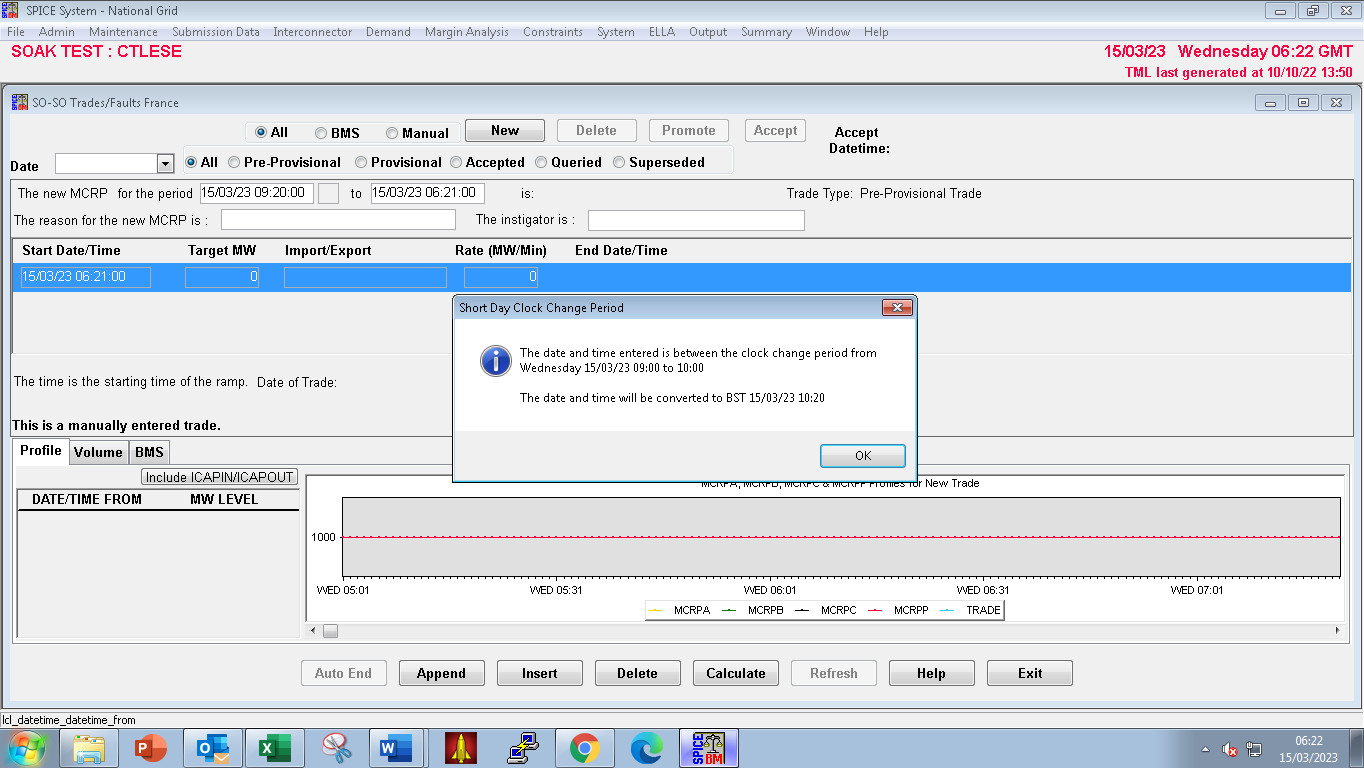 SPICE System - National Grid
File Admin Maintenance Submission Data Interconnector Demand Margin Analysis Constraints System ELLA Output Summary Window Help
SOAK TEST : CTLESE 15/03/23 Wednesday 06:22 GMT
TML last generated at 10/10/22 13:50
SO-SO Trades/Faults France
All BMS Manual New Delete Promote Accept Accept
Datetime:
Date All Pre-Provisional Provisional Accepted Queried Superseded
The new MCRP for the period 15/03/23 09:20:00 to 15/03/23 06:21:00 is: Trade Type: Pre-Provisional Trade
The reason for the new MCRP is : The instigator is :
Start Date/Time Target MW Import/Export Rate (MW/Min) End Date/Time
15/03/23 06:21:00 0 0
Short Day Clock Change Period
The date and time entered is between the clock change period from
Wednesday 15/03/23 09:00 to 10:00
The date and time will be converted to BST 15/03/23 10:20
OK
The time is the starting time of the ramp. Date of Trade:
This is a manually entered trade.
Profile Volume BMS
Include ICAPIN/ICAPOUT
DATE/TIME FROM MW LEVEL
MCRPA, MCRPB, MCRPC & MCRPP Profiles for New Trade
1000
WED 05:01 WED 05:31 WED 06:01 WED 06:31 WED 07:01
MCRPA MCRPB MCRPC MCRPP TRADE
Auto End Append Insert Delete Calculate Refresh Help Exit
lcl_datetime_datetime_from
SPICE
BM
06:22
15/03/2023